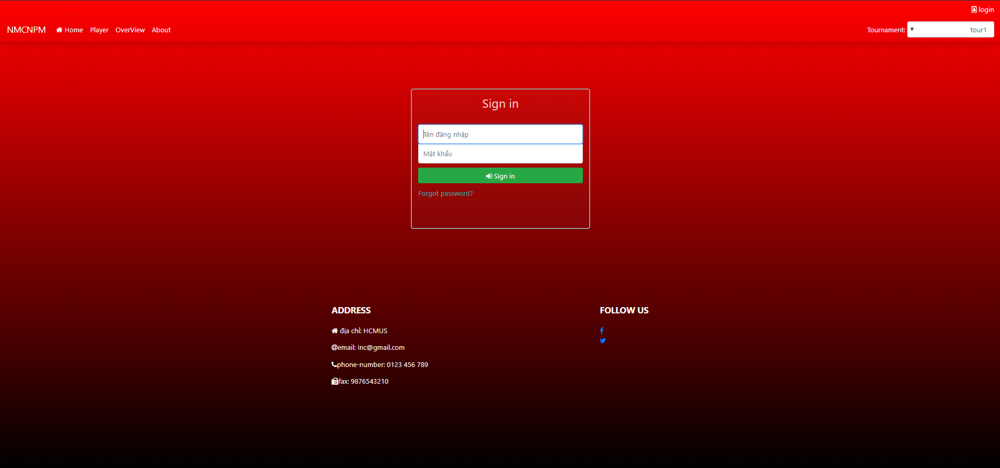 login
NMCNPM Home Player OverView About Tournament: tour1
Sign in
Tên đăng nhập
Mật khẩu
Sign in
Forgot password?
ADDRESS
địa chỉ: HCMUS
@email: Inc@gmail.com
phone-number: 0123 456 789
fax: 9876543210
FOLLOW US